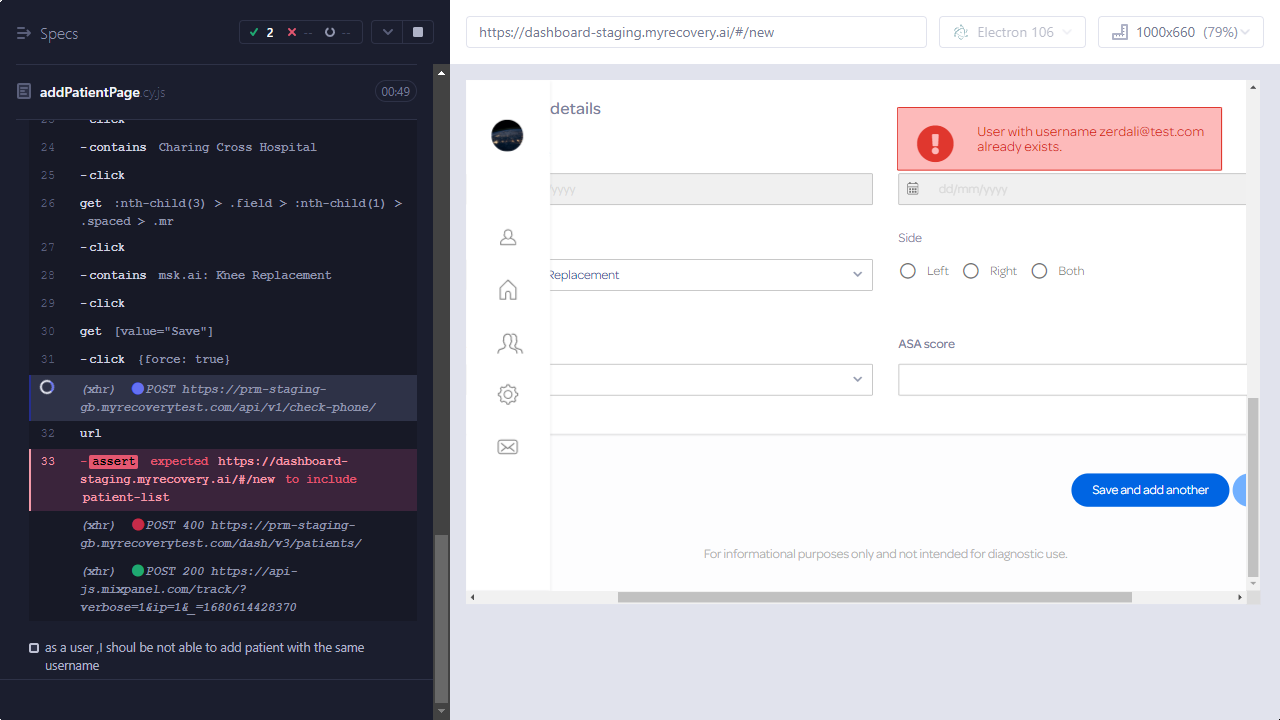 Specs
2
--
--
addPatientPage.cy.js
00:49
23 -click
24 -contains Charing Cross Hospital
25 -click
26 get :nth-child(3) > .field > :nth-child(1) >
.spaced > .mr
27 -click
28 -contains msk.ai: Knee Replacement
29 -click
30 get [value="Save"]
31 -click {force: true}
(xhr) POST https://prm-staging-
gb.myrecoverytest.com/api/v1/check-phone/
32 url
33 -assert expected https://dashboard-
staging.myrecovery.ai/#/new to include
patient-list
(xhr) POST 400 https://prm-staging-
gb.myrecoverytest.com/dash/v3/patients/
(xhr) POST 200 https://api-
js.mixpanel.com/track/?
verbose=1&ip=1&_=1680614428370
as a user ,I shoul be not able to add patient with the same
username
https://dashboard-staging.myrecovery.ai/#/new
Electron 106
1000x660 (79%)
details
User with username zerdali@test.com
already exists.
/yyyy
dd/mm/yyyy
Side
Replacement
Left
Right
Both
ASA score
Save and add another
For informational purposes only and not intended for diagnostic use.